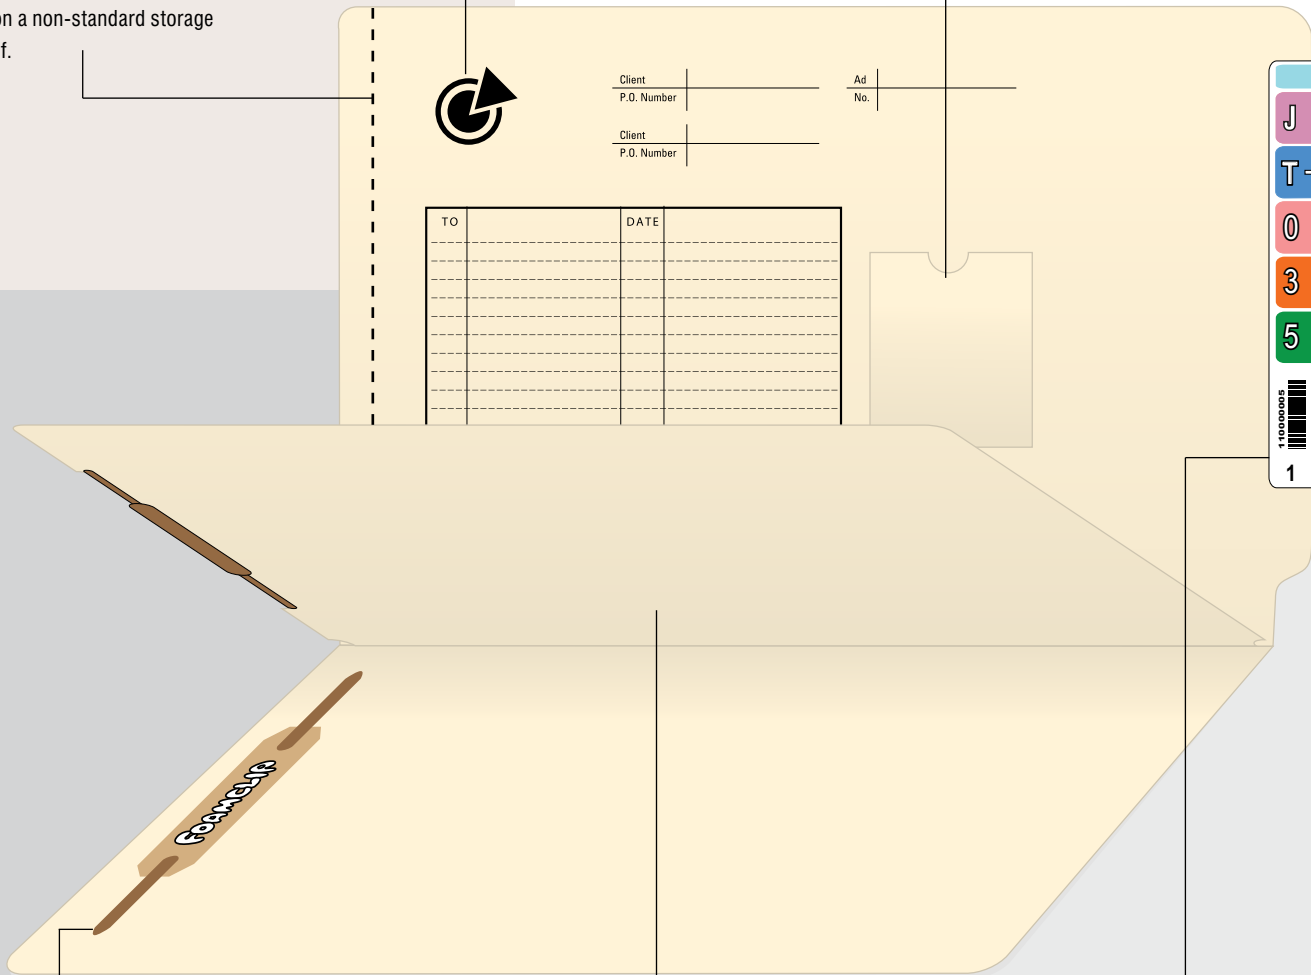 on a non-standard storage
f.
Client
P.O. Number
Ad
No.
Client
P.O. Number
TO
DATE
J
T-
0
3
5
110000005
1
FOAMCLIP